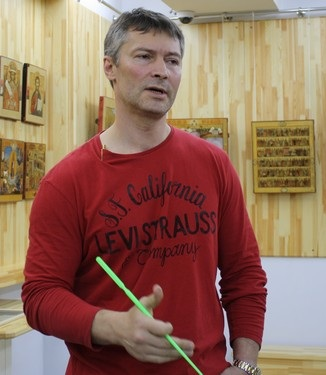 S.F. California
LEVI STRAUSS
Company